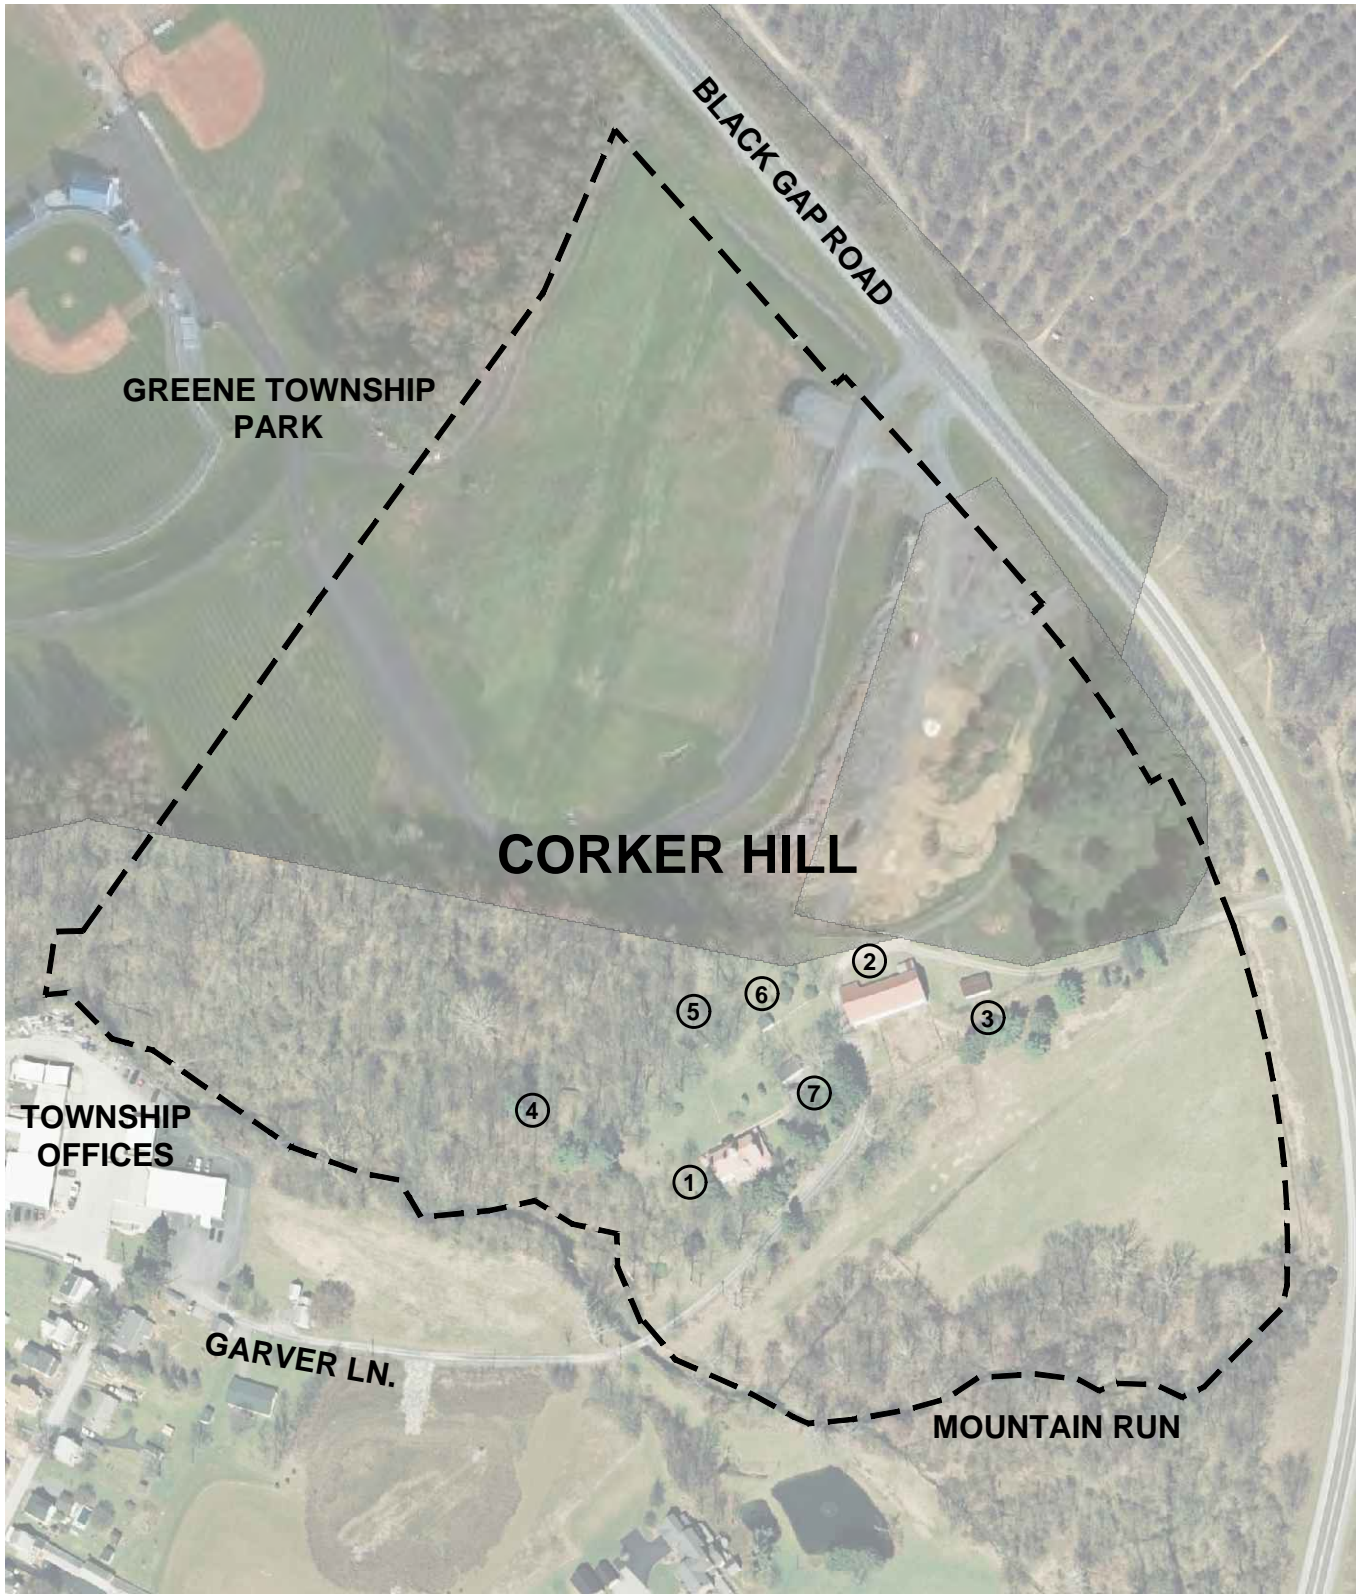 BLACK GAP ROAD
GREENE TOWNSHIP
PARK
CORKER HILL
2
6
5
3
7
4
TOWNSHIP
OFFICES
1
GARVER LN.
MOUNTAIN RUN